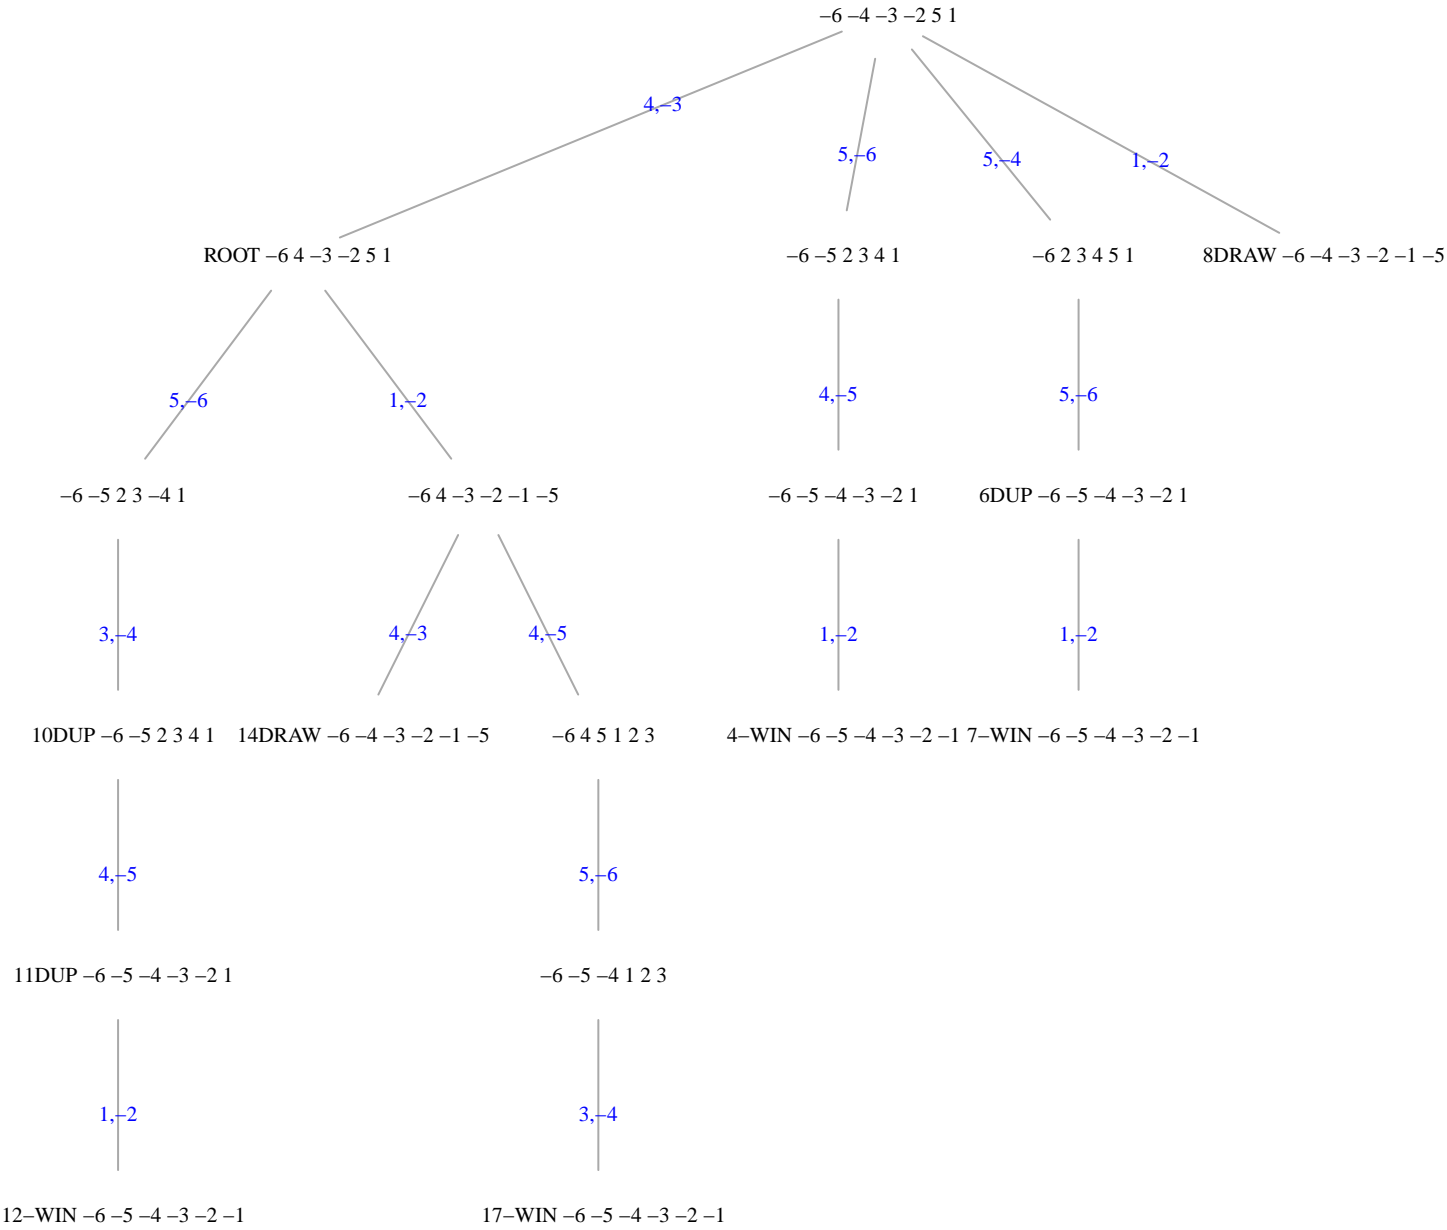 −6 −4 −3 −2 5 1
4,−3
5,−6
5,−4
1,−2
ROOT −6 4 −3 −2 5 1
−6 −5 2 3 4 1
−6 2 3 4 5 1
8DRAW −6 −4 −3 −2 −1 −5
5,−6
1,−2
4,−5
5,−6
−6 −5 2 3 −4 1
−6 4 −3 −2 −1 −5
−6 −5 −4 −3 −2 1
6DUP −6 −5 −4 −3 −2 1
3,−4
4,−3
4,−5
1,−2
1,−2
10DUP −6 −5 2 3 4 1
14DRAW −6 −4 −3 −2 −1 −5
−6 4 5 1 2 3
4−WIN −6 −5 −4 −3 −2 −1
7−WIN −6 −5 −4 −3 −2 −1
4,−5
5,−6
11DUP −6 −5 −4 −3 −2 1
−6 −5 −4 1 2 3
1,−2
3,−4
12−WIN −6 −5 −4 −3 −2 −1
17−WIN −6 −5 −4 −3 −2 −1